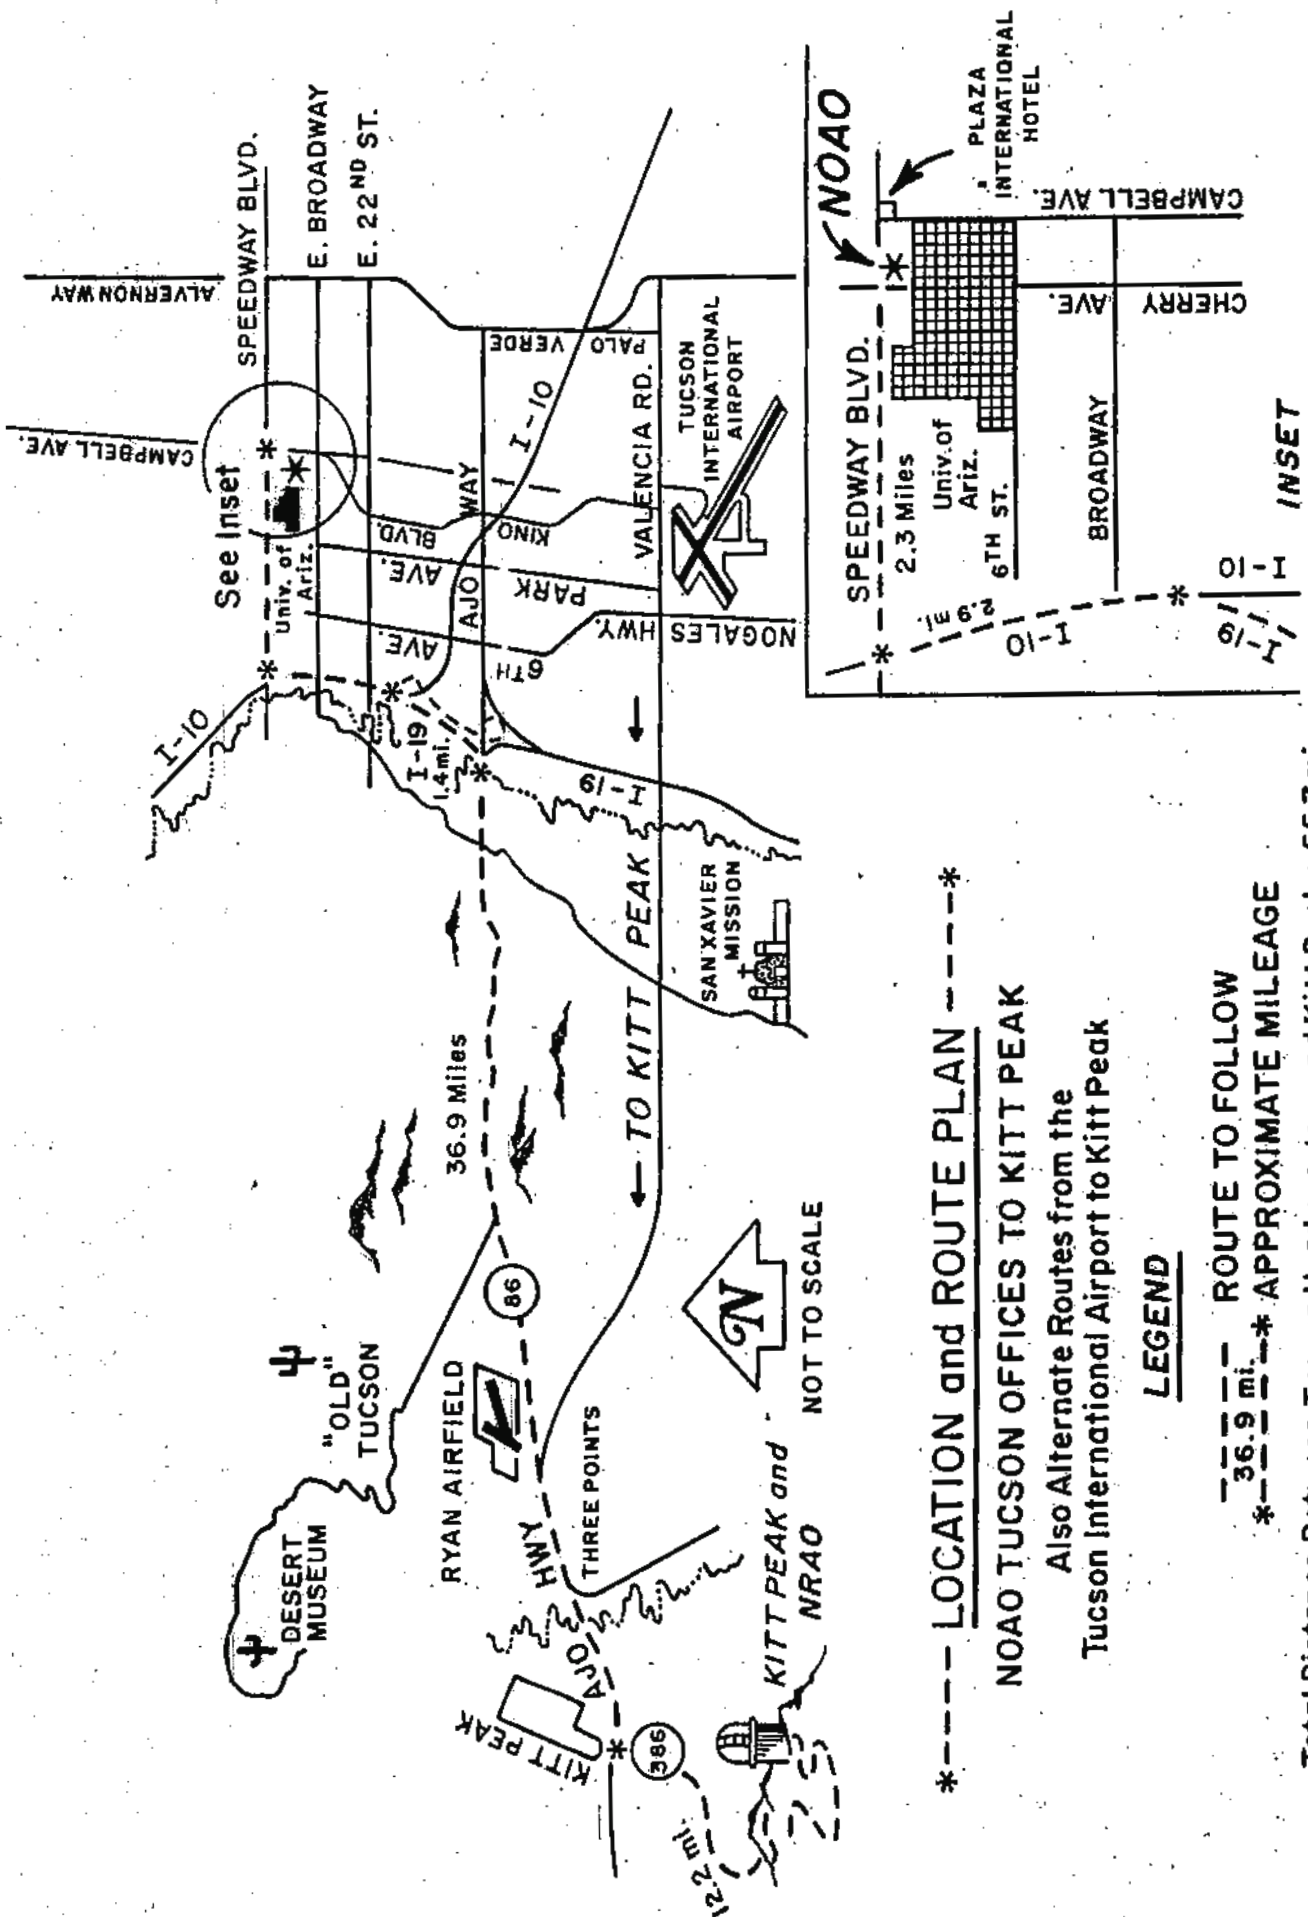 CAMPBELL AVE.
ALVERNON WAY
SPEEDWAY BLVD.
E. BROADWAY
E. 22ND ST.
See Inset
Univ. of
Ariz.
I-10
I-19
1.4 mi.
6TH
AVE.
PARK
AVE.
KINO
BLVD.
AJO
WAY
I-10
PALO VERDE
VALENCIA RD.
NOGALES HWY.
TUCSON
INTERNATIONAL
AIRPORT
I-19
SAN XAVIER
MISSION
TO KITT PEAK
36.9 Miles
"OLD"
TUCSON
DESERT
MUSEUM
86
RYAN AIRFIELD
THREE POINTS
AJO HWY
KITT PEAK
386
12.2 mi.
KITT PEAK and
NRAO
N
NOT TO SCALE
NOAO
PLAZA
INTERNATIONAL
HOTEL
SPEEDWAY BLVD.
2.3 Miles
Univ. of
Ariz.
6TH ST.
BROADWAY
CAMPBELL AVE.
CHERRY AVE.
2.9 mi.
I-10
I-19
I-10
INSET
*---- LOCATION and ROUTE PLAN ----*
NOAO TUCSON OFFICES TO KITT PEAK
Also Alternate Routes from the
Tucson International Airport to Kitt Peak
LEGEND
----- ROUTE TO FOLLOW
36.9 mi.
*-----* APPROXIMATE MILEAGE